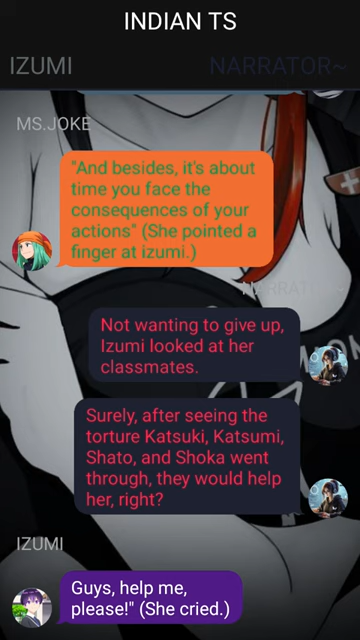 INDIAN TS
IZUMI
NARRATOR~
MS.JOKE
"And besides, it's about
time you face the
consequences of your
actions" (She pointed a
finger at izumi.)
NARRAT
Not wanting to give up,
Izumi looked at her
classmates.
Surely, after seeing the
torture Katsuki, Katsumi,
Shato, and Shoka went
through, they would help
her, right?
IZUMI
Guys, help me,
please!" (She cried.)